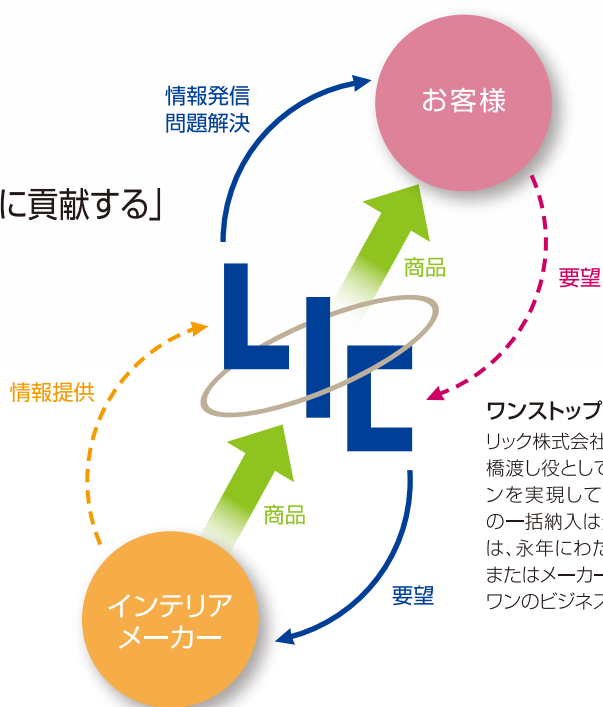 情報発信
問題解決
お客様
に貢献する」
商品
要望
LIC
情報提供
ワンストップ
リック株式会社
橋渡し役として
ンを実現して
の一括納入は
は、永年にわた
またはメーカー
ワンのビジネス
商品
要望
インテリア
メーカー